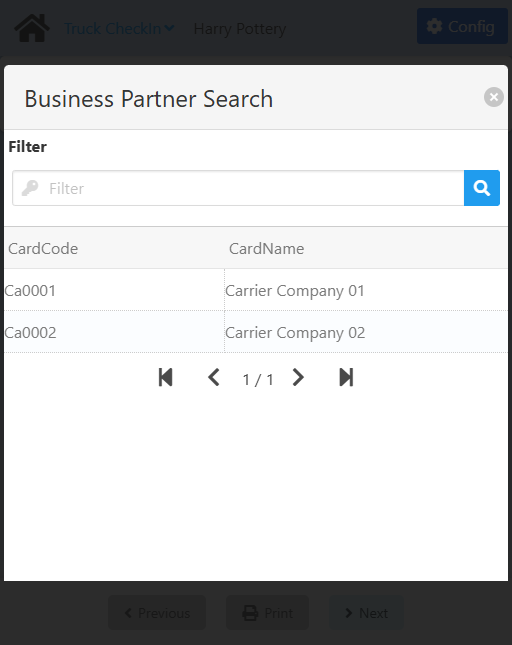 Truck CheckIn Harry Pottery Config
Business Partner Search
Filter
Filter
CardCode CardName
Ca0001 Carrier Company 01
Ca0002 Carrier Company 02
1 / 1
Previous Print Next